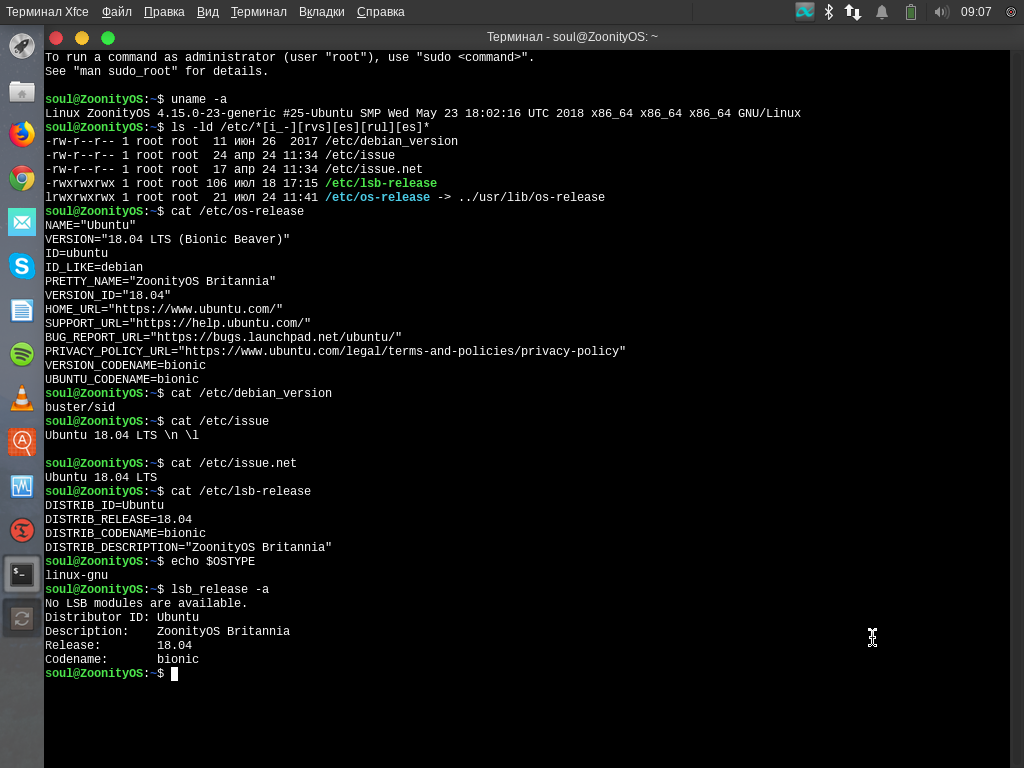 Терминал Xfce Файл Правка Вид Терминал Вкладки Справка 09:07
Терминал - soul@ZoonityOS: ~
To run a command as administrator (user "root"), use "sudo <command>".
See "man sudo_root" for details.
soul@ZoonityOS:~$ uname -a
Linux ZoonityOS 4.15.0-23-generic #25-Ubuntu SMP Wed May 23 18:02:16 UTC 2018 x86_64 x86_64 x86_64 GNU/Linux
soul@ZoonityOS:~$ ls -ld /etc/*[i_-][rvs][es][rul][es]*
-rw-r--r-- 1 root root  11 июн 26  2017 /etc/debian_version
-rw-r--r-- 1 root root  24 апр 24 11:34 /etc/issue
-rw-r--r-- 1 root root  17 апр 24 11:34 /etc/issue.net
-rwxrwxrwx 1 root root 106 июл 18 17:15 /etc/lsb-release
lrwxrwxrwx 1 root root  21 июл 24 11:41 /etc/os-release -> ../usr/lib/os-release
soul@ZoonityOS:~$ cat /etc/os-release
NAME="Ubuntu"
VERSION="18.04 LTS (Bionic Beaver)"
ID=ubuntu
ID_LIKE=debian
PRETTY_NAME="ZoonityOS Britannia"
VERSION_ID="18.04"
HOME_URL="https://www.ubuntu.com/"
SUPPORT_URL="https://help.ubuntu.com/"
BUG_REPORT_URL="https://bugs.launchpad.net/ubuntu/"
PRIVACY_POLICY_URL="https://www.ubuntu.com/legal/terms-and-policies/privacy-policy"
VERSION_CODENAME=bionic
UBUNTU_CODENAME=bionic
soul@ZoonityOS:~$ cat /etc/debian_version
buster/sid
soul@ZoonityOS:~$ cat /etc/issue
Ubuntu 18.04 LTS \n \l
soul@ZoonityOS:~$ cat /etc/issue.net
Ubuntu 18.04 LTS
soul@ZoonityOS:~$ cat /etc/lsb-release
DISTRIB_ID=Ubuntu
DISTRIB_RELEASE=18.04
DISTRIB_CODENAME=bionic
DISTRIB_DESCRIPTION="ZoonityOS Britannia"
soul@ZoonityOS:~$ echo $OSTYPE
linux-gnu
soul@ZoonityOS:~$ lsb_release -a
No LSB modules are available.
Distributor ID: Ubuntu
Description:    ZoonityOS Britannia
Release:        18.04
Codename:       bionic
soul@ZoonityOS:~$